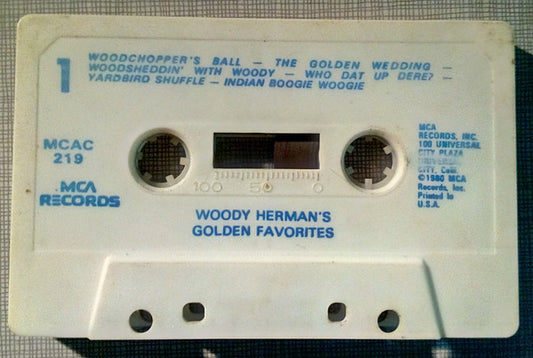 1
WOODCHOPPER'S BALL — THE GOLDEN WEDDING —
WOODSHEDDIN' WITH WOODY — WHO DAT UP DERE? —
YARDBIRD SHUFFLE — INDIAN BOOGIE WOOGIE
MCAC
219
MCA
RECORDS
100 50 0
MCA
RECORDS, INC.
100 UNIVERSAL
CITY PLAZA
UNIVERSAL
CITY, Calif.
©1980 MCA
Records, Inc.
Printed in
U.S.A.
WOODY HERMAN'S
GOLDEN FAVORITES